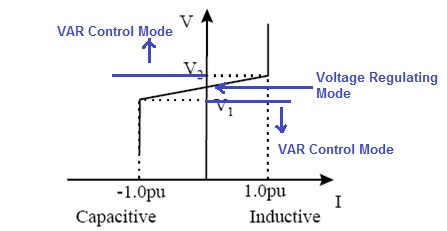 V
VAR Control Mode
V2
Voltage Regulating
Mode
V1
VAR Control Mode
-1.0pu
1.0pu
I
Capacitive
Inductive